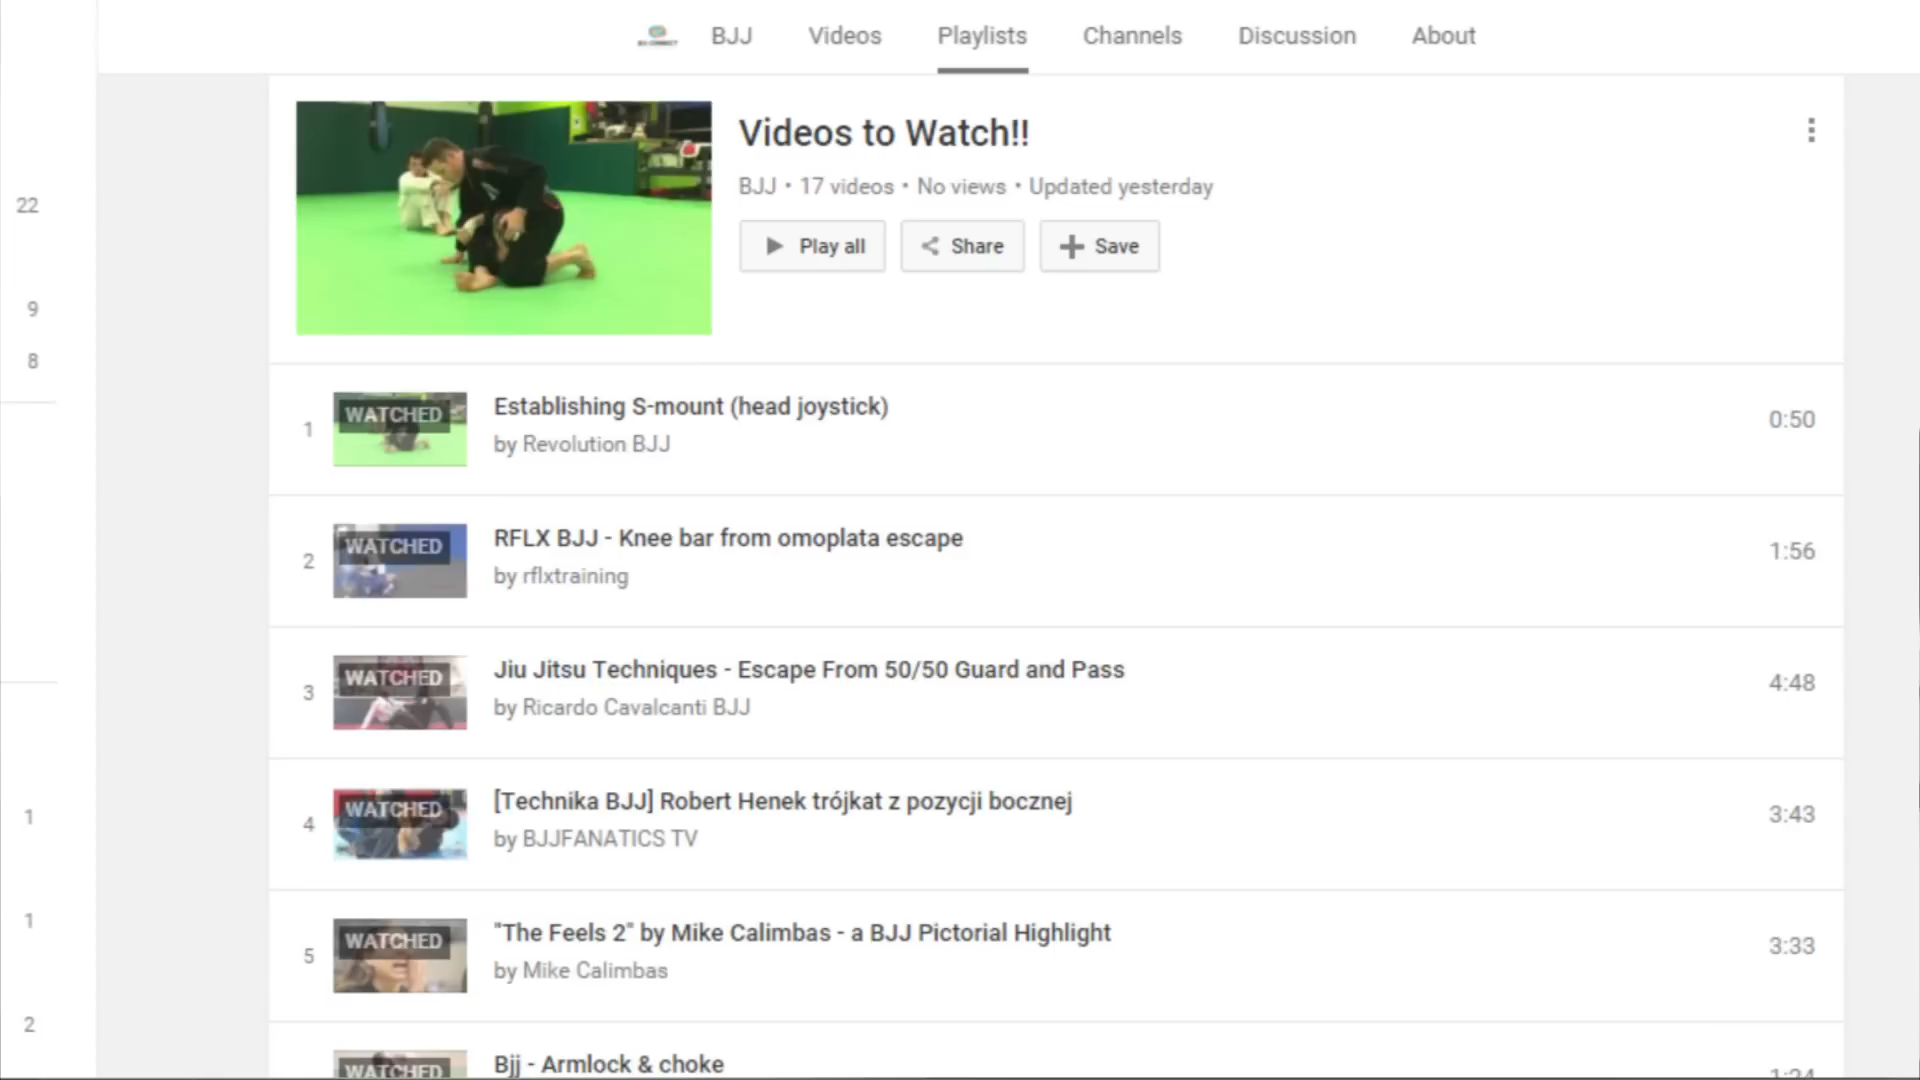 BJJ Videos Playlists Channels Discussion About
Videos to Watch!!
BJJ • 17 videos • No views • Updated yesterday
Play all Share Save
22
9
8
1
1
2
1 WATCHED Establishing S-mount (head joystick) 0:50
by Revolution BJJ
2 WATCHED RFLX BJJ - Knee bar from omoplata escape 1:56
by rflxtraining
3 WATCHED Jiu Jitsu Techniques - Escape From 50/50 Guard and Pass 4:48
by Ricardo Cavalcanti BJJ
4 WATCHED [Technika BJJ] Robert Henek trójkat z pozycji bocznej 3:43
by BJJFANATICS TV
5 WATCHED "The Feels 2" by Mike Calimbas - a BJJ Pictorial Highlight 3:33
by Mike Calimbas
WATCHED Bjj - Armlock & choke